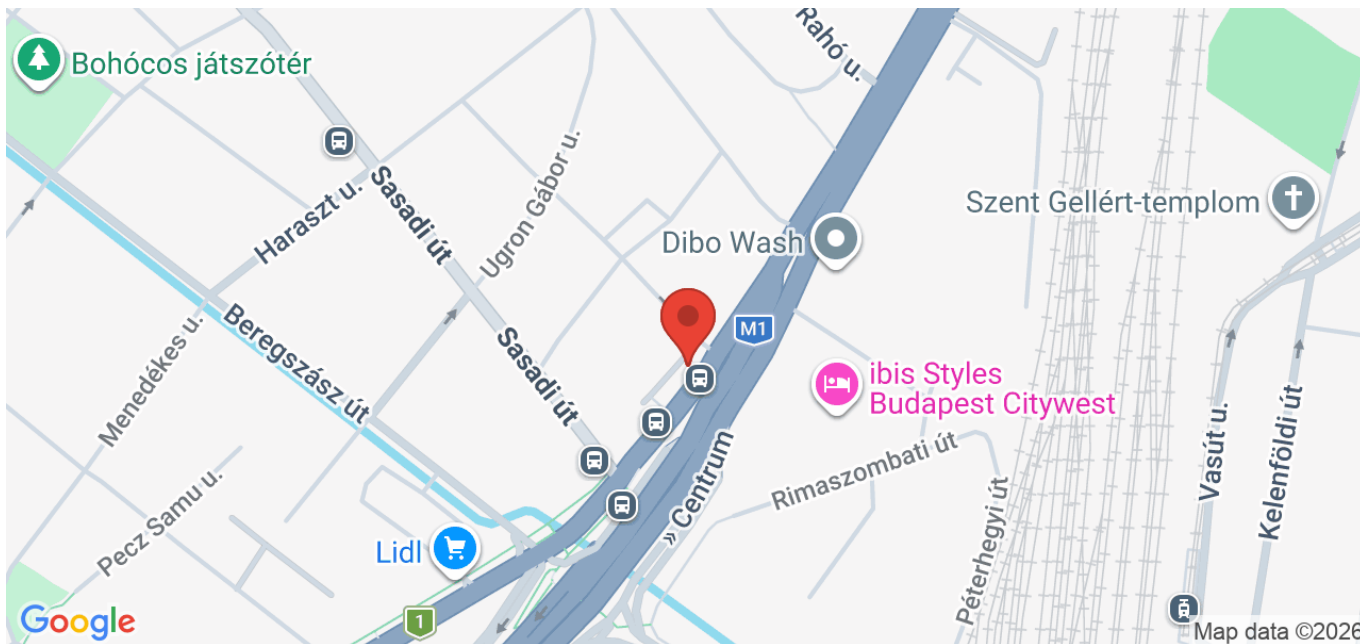 Rahó u.
Bohócos játszótér
Sasadi út
Haraszt u.
Ugron Gábor u.
Szent Gellért-templom
Dibo Wash
Beregszász út
Menedékes u.
M1
Sasadi út
ibis Styles
Budapest Citywest
» Centrum
Rimaszombati út
Vasút u.
Kelenföldi út
Pecz Samu u.
Lidl
Péterhegyi út
1
Google
Map data ©2026